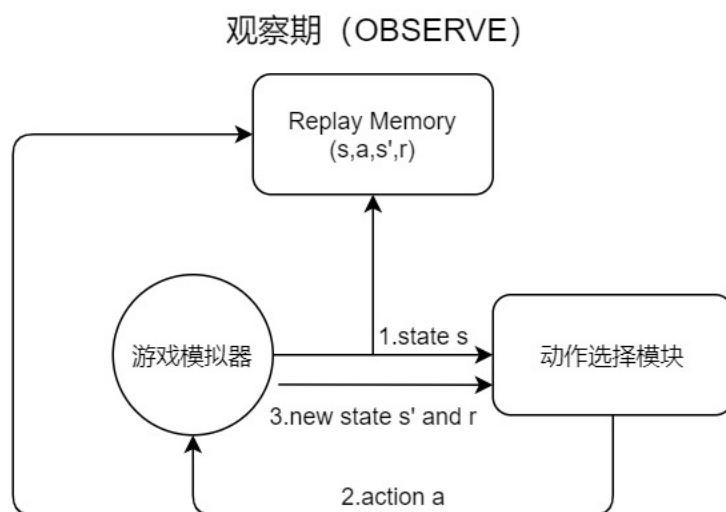 观察期（OBSERVE）
Replay Memory
(s,a,s',r)
1.state s
游戏模拟器
动作选择模块
3.new state s' and r
2.action a